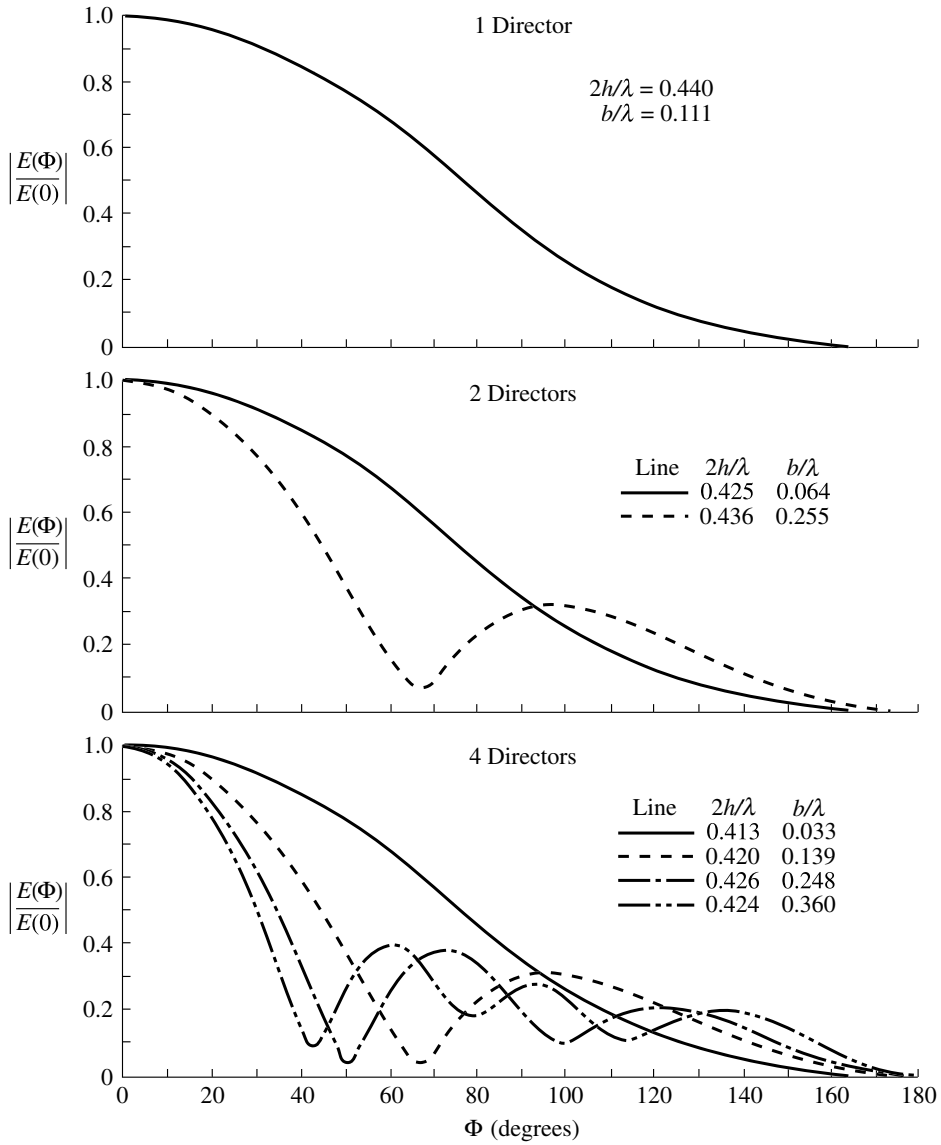 1 Director
2h/λ = 0.440
b/λ = 0.111
|E(Φ)/E(0)|
1.0
0.8
0.6
0.4
0.2
0
2 Directors
Line 2h/λ b/λ
0.425 0.064
0.436 0.255
|E(Φ)/E(0)|
1.0
0.8
0.6
0.4
0.2
0
4 Directors
Line 2h/λ b/λ
0.413 0.033
0.420 0.139
0.426 0.248
0.424 0.360
|E(Φ)/E(0)|
1.0
0.8
0.6
0.4
0.2
0
0 20 40 60 80 100 120 140 160 180
Φ (degrees)